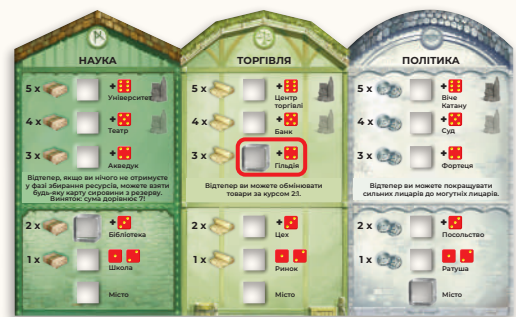 НАУКА
5 x + Університет
4 x + Театр
3 x + Акведук
Відтепер, якщо ви нічого не отримуєте
у фазі збирання ресурсів, можете взяти
будь-яку карту сировини з резерву.
Виняток: сума дорівнює 7!
2 x + Бібліотека
1 x Школа
Місто
ТОРГІВЛЯ
5 x + Центр
торгівлі
4 x + Банк
3 x + Гільдія
Відтепер ви можете обмінювати
товари за курсом 2:1.
2 x + Цех
1 x Ринок
Місто
ПОЛІТИКА
5 x + Віче
Катану
4 x + Суд
3 x + Фортеця
Відтепер ви можете покращувати
сильних лицарів до могутніх лицарів.
2 x + Посольство
1 x Ратуша
Місто